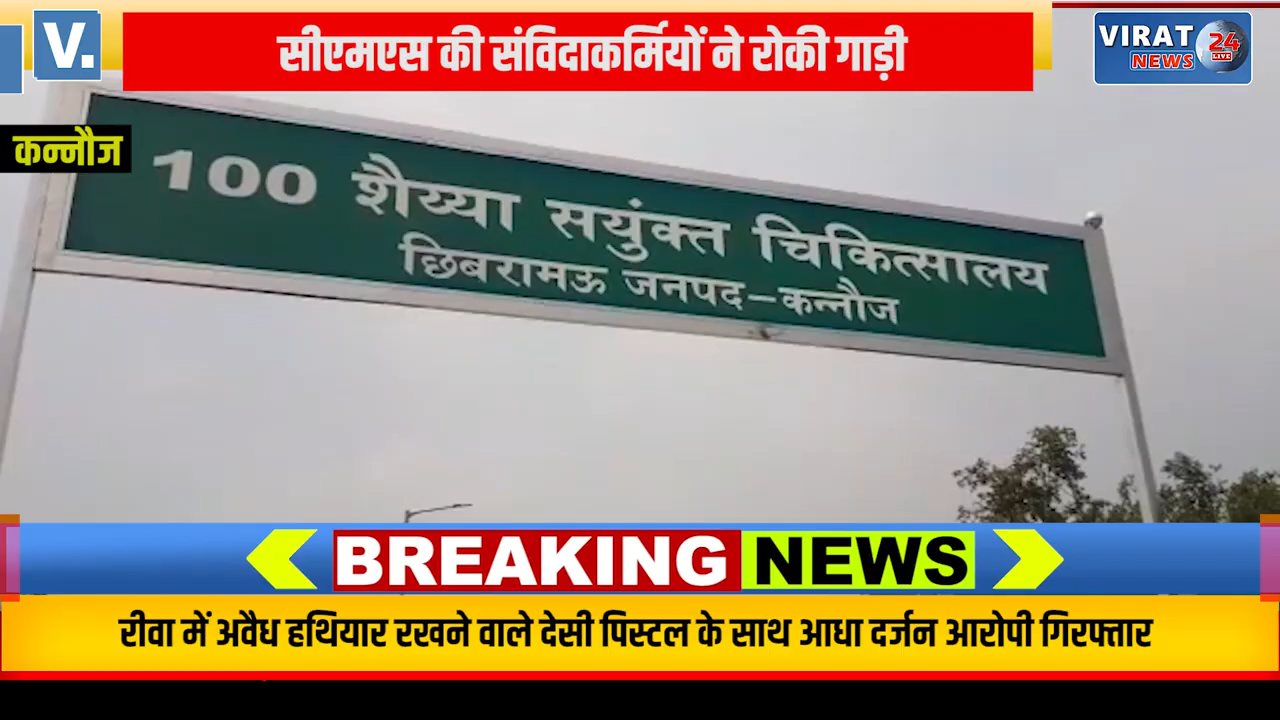 V.
सीएमएस की संविदाकर्मियों ने रोकी गाड़ी
VIRAT
24
NEWS
LIVE
कन्नौज
100 शैय्या सयुंक्त चिकित्सालय
छिबरामऊ जनपद-कन्नौज
BREAKING NEWS
रीवा में अवैध हथियार रखने वाले देसी पिस्टल के साथ आधा दर्जन आरोपी गिरफ्तार